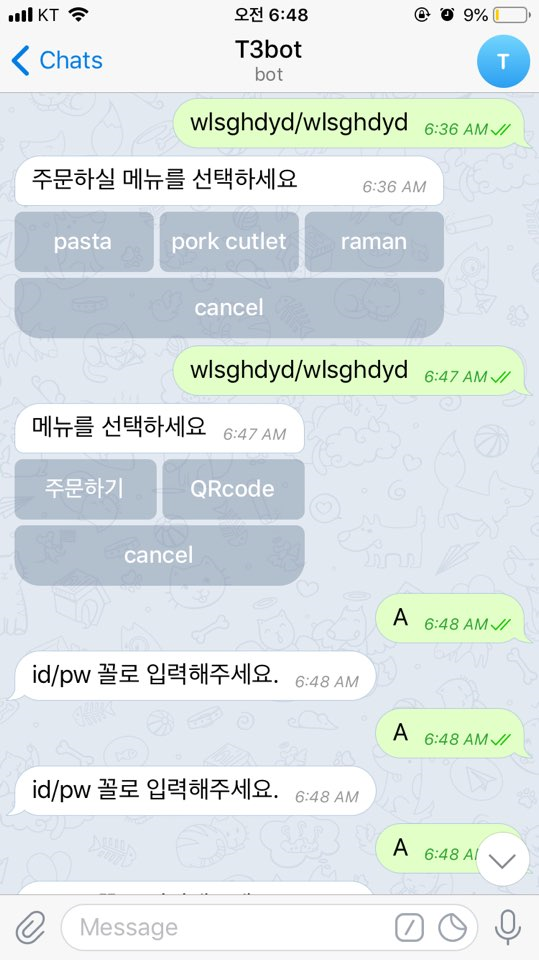 KT 오전 6:48 9%
Chats T3bot T
bot
wlsghdyd/wlsghdyd 6:36 AM
주문하실 메뉴를 선택하세요 6:36 AM
pasta pork cutlet raman
cancel
wlsghdyd/wlsghdyd 6:47 AM
메뉴를 선택하세요 6:47 AM
주문하기 QRcode
cancel
A 6:48 AM
id/pw 꼴로 입력해주세요. 6:48 AM
A 6:48 AM
id/pw 꼴로 입력해주세요. 6:48 AM
A 6:48
Message